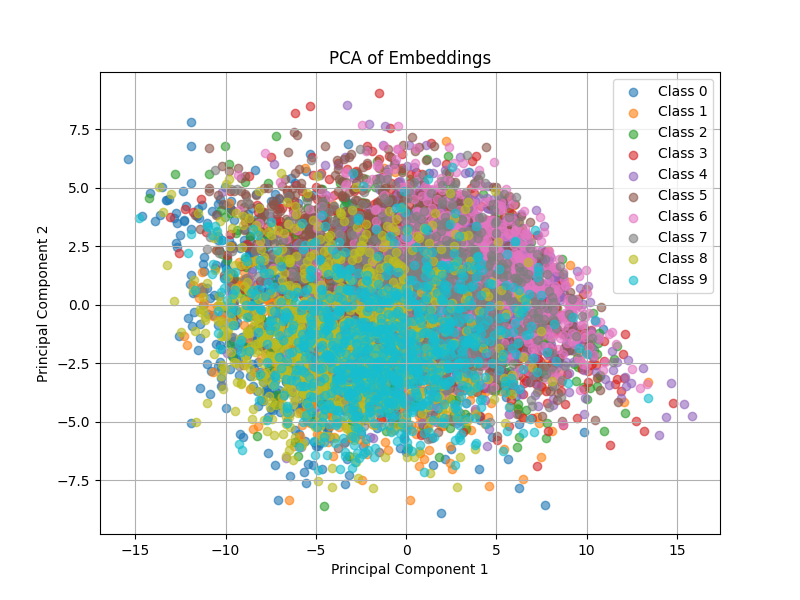 PCA of Embeddings
Class 0
Class 1
Class 2
Class 3
Class 4
Class 5
Class 6
Class 7
Class 8
Class 9
7.5
5.0
2.5
0.0
−2.5
−5.0
−7.5
Principal Component 2
−15
−10
−5
0
5
10
15
Principal Component 1